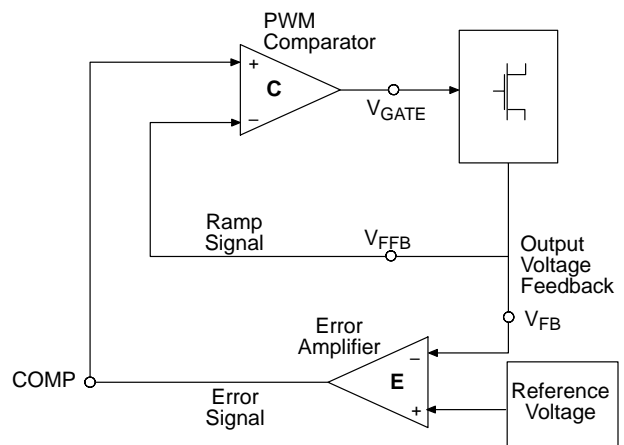 PWM
Comparator
+
C
–
VGATE
Ramp
Signal
VFFB
Output
Voltage
Feedback
VFB
Error
Amplifier
–
E
+
COMP
Error
Signal
Reference
Voltage